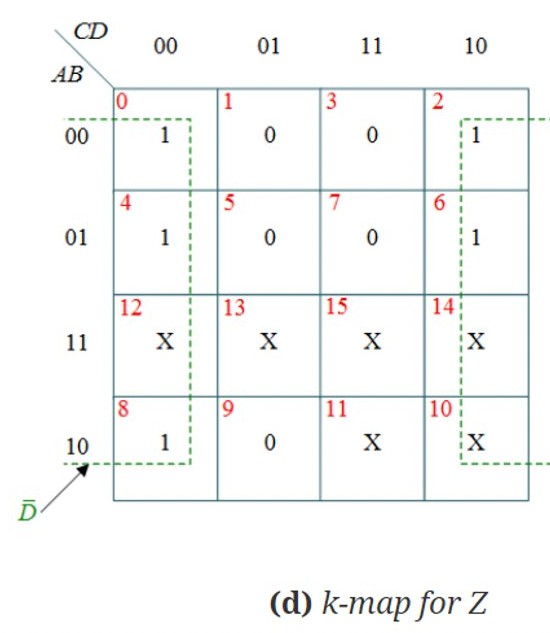 CD
00 01 11 10
AB
0 1 3 2
00 1 0 0 1
4 5 7 6
01 1 0 0 1
12 13 15 14
11 X X X X
8 9 11 10
10 1 0 X X
D̅
(d) k-map for Z